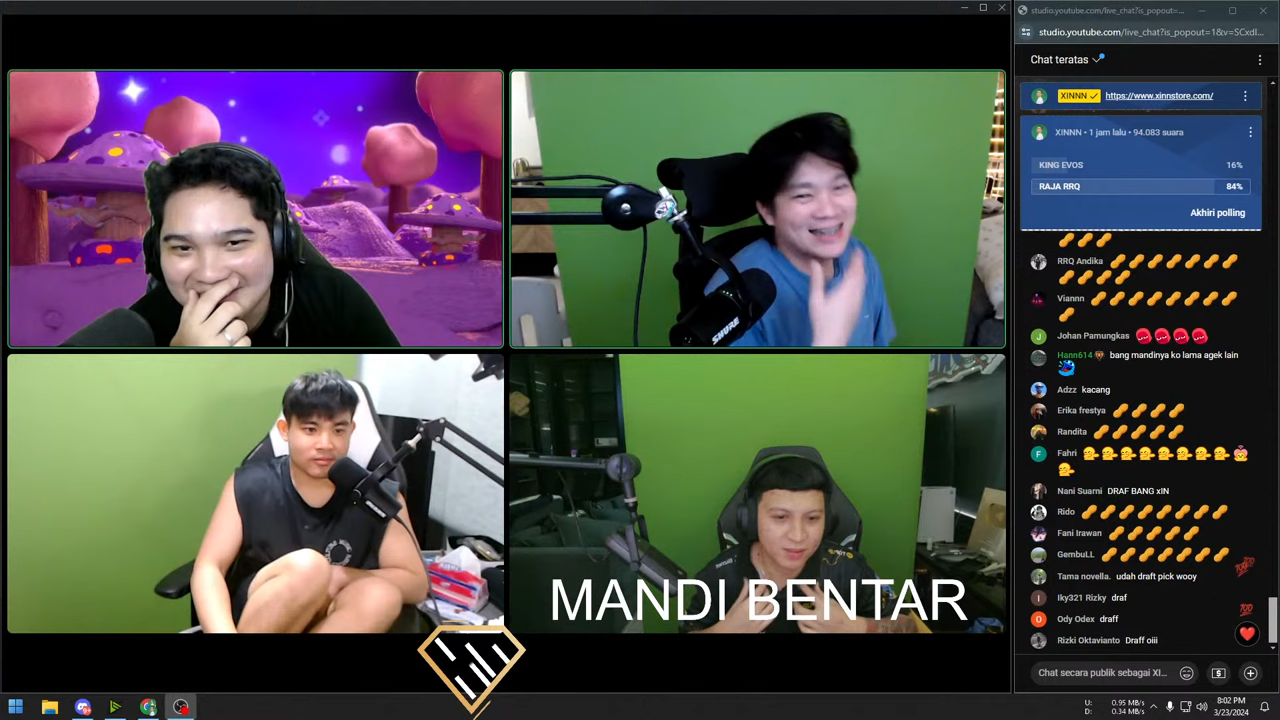 studio.youtube.com/live_chat?is_popout=...
studio.youtube.com/live_chat?is_popout=1&v=SCxdI...
Chat teratas
XINNN https://www.xinnstore.com/
XINNN • 1 jam lalu • 94.083 suara
KING EVOS 16%
RAJA RRQ 84%
Akhiri polling
RRQ Andika
Viannn
Johan Pamungkas
Hann614 bang mandinya ko lama agek lain
Adzz kacang
Erika frestya
Randita
Fahri
Nani Suarni DRAF BANG xIN
Rido
Fani Irawan
GembuLL
Tama novella. udah draft pick wooy
Iky321 Rizky draf
Ody Odex draff
Rizki Oktavianto Draff oiii
Chat secara publik sebagai XI...
SHURE
MANDI BENTAR
U: 0.95 MB/s
D: 0.34 MB/s
8:02 PM
3/23/2024